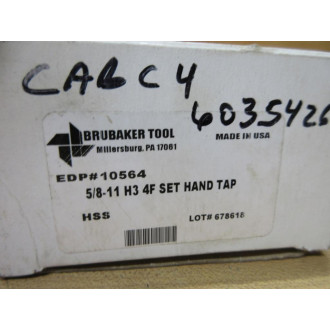 CABC4
6035426
BRUBAKER TOOL
Millersburg, PA 17061
MADE IN USA
EDP#10564
5/8-11 H3 4F SET HAND TAP
HSS
LOT# 678618